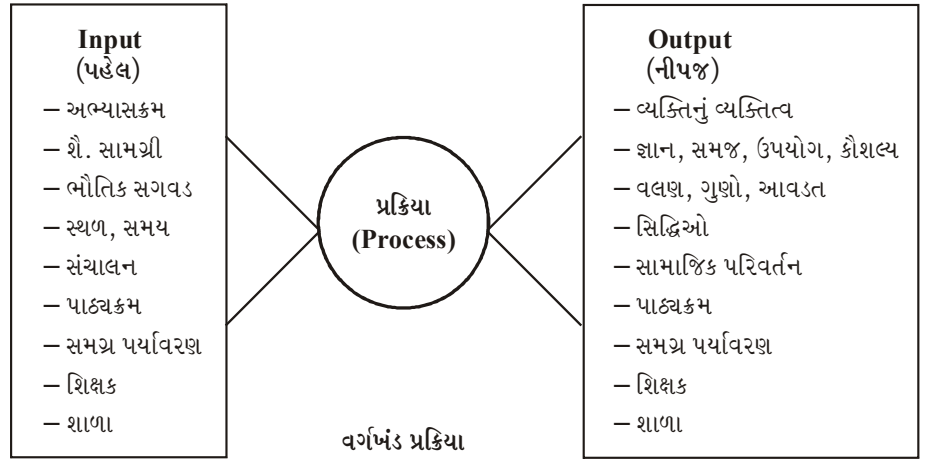 Input
(પહેલ)
– અભ્યાસક્રમ
– શૈ. સામગ્રી
– ભૌતિક સગવડ
– સ્થળ, સમય
– સંચાલન
– પાઠ્યક્રમ
– સમગ્ર પર્યાવરણ
– શિક્ષક
– શાળા
પ્રક્રિયા
(Process)
વર્ગખંડ પ્રક્રિયા
Output
(નીપજ)
– વ્યક્તિનું વ્યક્તિત્વ
– જ્ઞાન, સમજ, ઉપયોગ, કૌશલ્ય
– વલણ, ગુણો, આવડત
– સિદ્ધિઓ
– સામાજિક પરિવર્તન
– પાઠ્યક્રમ
– સમગ્ર પર્યાવરણ
– શિક્ષક
– શાળા